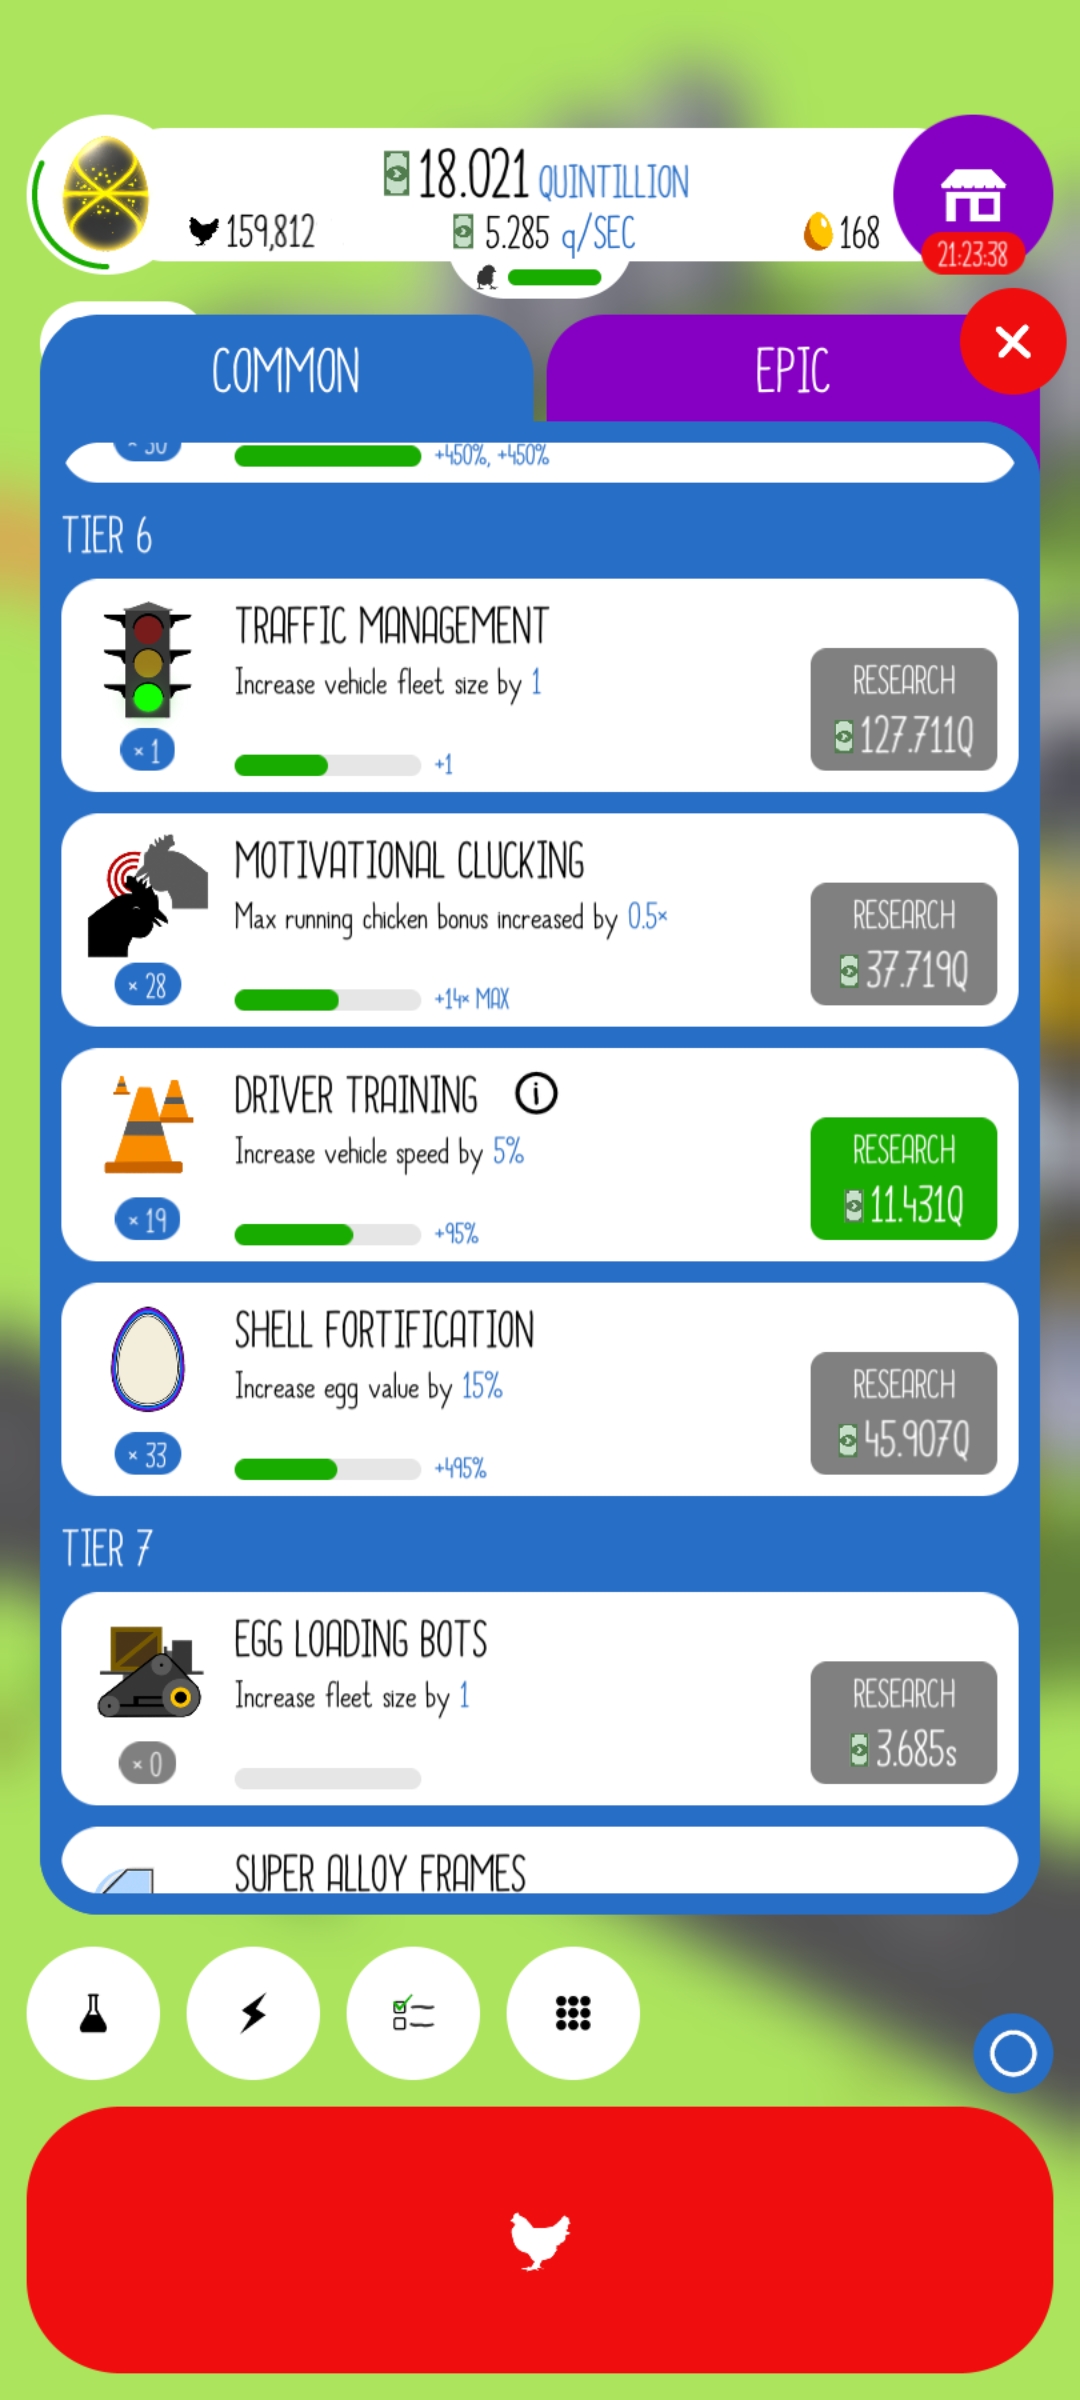 18.021 QUINTILLION
159,812
5.285 q/SEC
168
21:23:38
COMMON
EPIC
× 30
+450%, +450%
TIER 6
TRAFFIC MANAGEMENT
Increase vehicle fleet size by 1
RESEARCH
127.711Q
× 1
+1
MOTIVATIONAL CLUCKING
Max running chicken bonus increased by 0.5×
RESEARCH
37.719Q
× 28
+14× MAX
DRIVER TRAINING
Increase vehicle speed by 5%
RESEARCH
11.431Q
× 19
+95%
SHELL FORTIFICATION
Increase egg value by 15%
RESEARCH
45.907Q
× 33
+495%
TIER 7
EGG LOADING BOTS
Increase fleet size by 1
RESEARCH
3.685s
× 0
SUPER ALLOY FRAMES